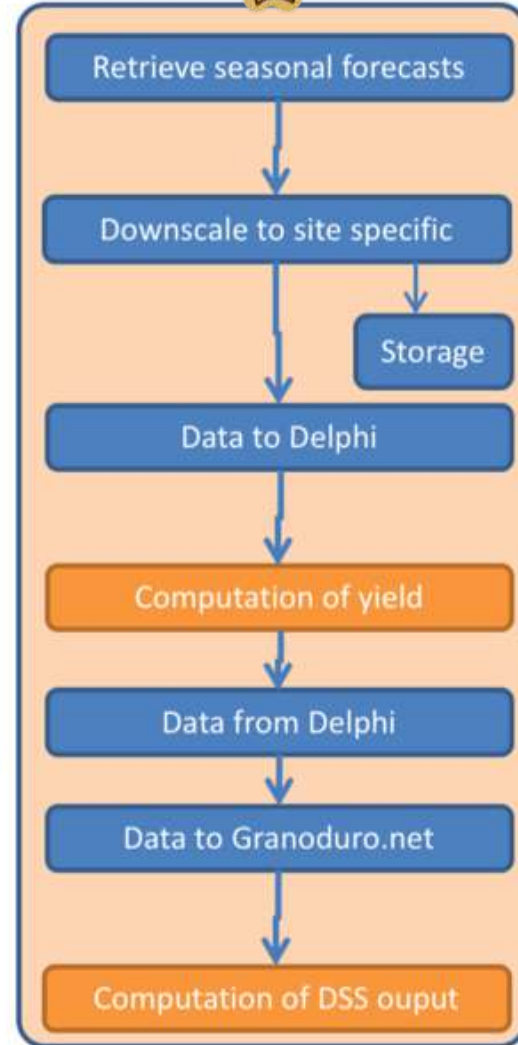 Retrieve seasonal forecasts
Downscale to site specific
Storage
Data to Delphi
Computation of yield
Data from Delphi
Data to Granoduro.net
Computation of DSS ouput